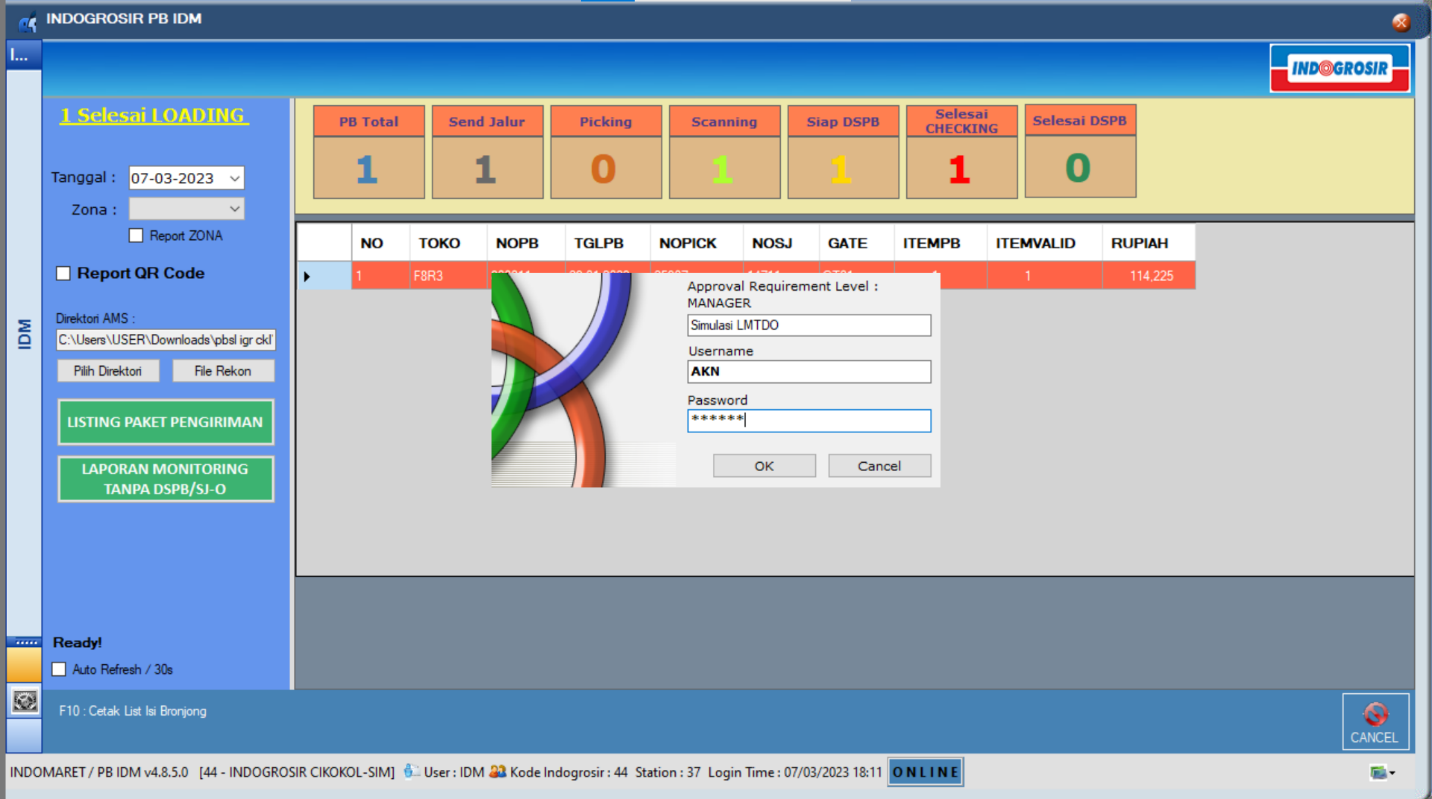 INDOGROSIR PB IDM
I...
INDOGROSIR
1 Selesai LOADING
Tanggal :
07-03-2023
Zona :
Report ZONA
Report QR Code
Direktori AMS :
C:\Users\USER\Downloads\pbsl igr ckl
Pilih Direktori
File Rekon
LISTING PAKET PENGIRIMAN
LAPORAN MONITORING
TANPA DSPB/SJ-O
Ready!
Auto Refresh / 30s
IDM
PB Total
Send Jalur
Picking
Scanning
Siap DSPB
Selesai
CHECKING
Selesai DSPB
1
1
0
1
1
1
0
NO TOKO NOPB TGLPB NOPICK NOSJ GATE ITEMPB ITEMVALID RUPIAH
1 F8R3 1 114,225
Approval Requirement Level :
MANAGER
Simulasi LMTDO
Username
AKN
Password
******
OK
Cancel
F10 : Cetak List Isi Bronjong
CANCEL
INDOMARET / PB IDM v4.8.5.0 [44 - INDOGROSIR CIKOKOL-SIM] User : IDM Kode Indogrosir : 44 Station : 37 Login Time : 07/03/2023 18:11 ONLINE